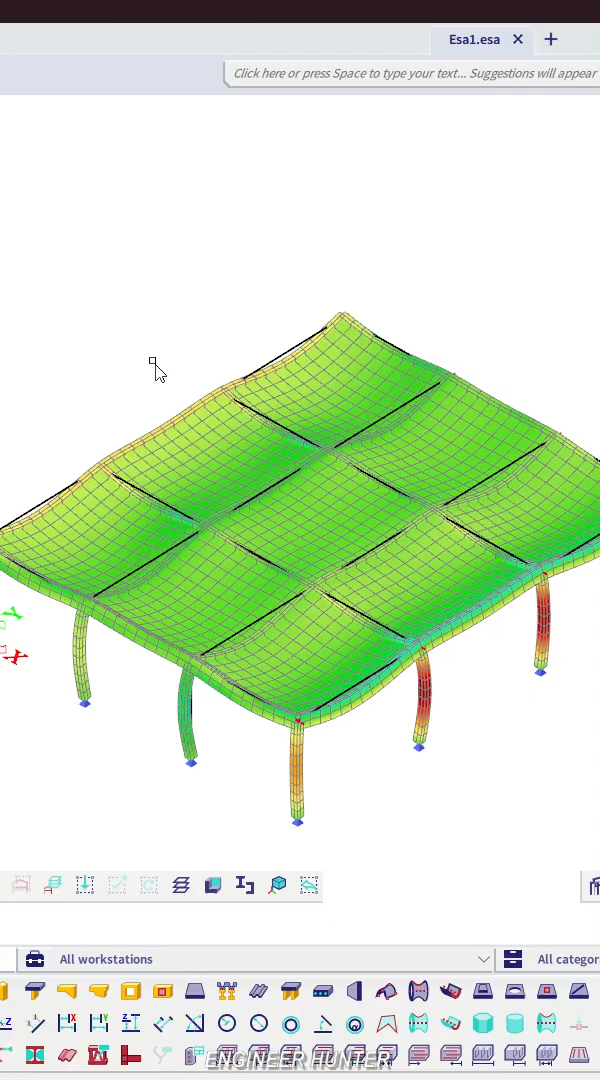 Esa1.esa
Click here or press Space to type your text... Suggestions will appear
Y
X
All workstations
All categor
X
Y
Z
ENGINEER HUNTER